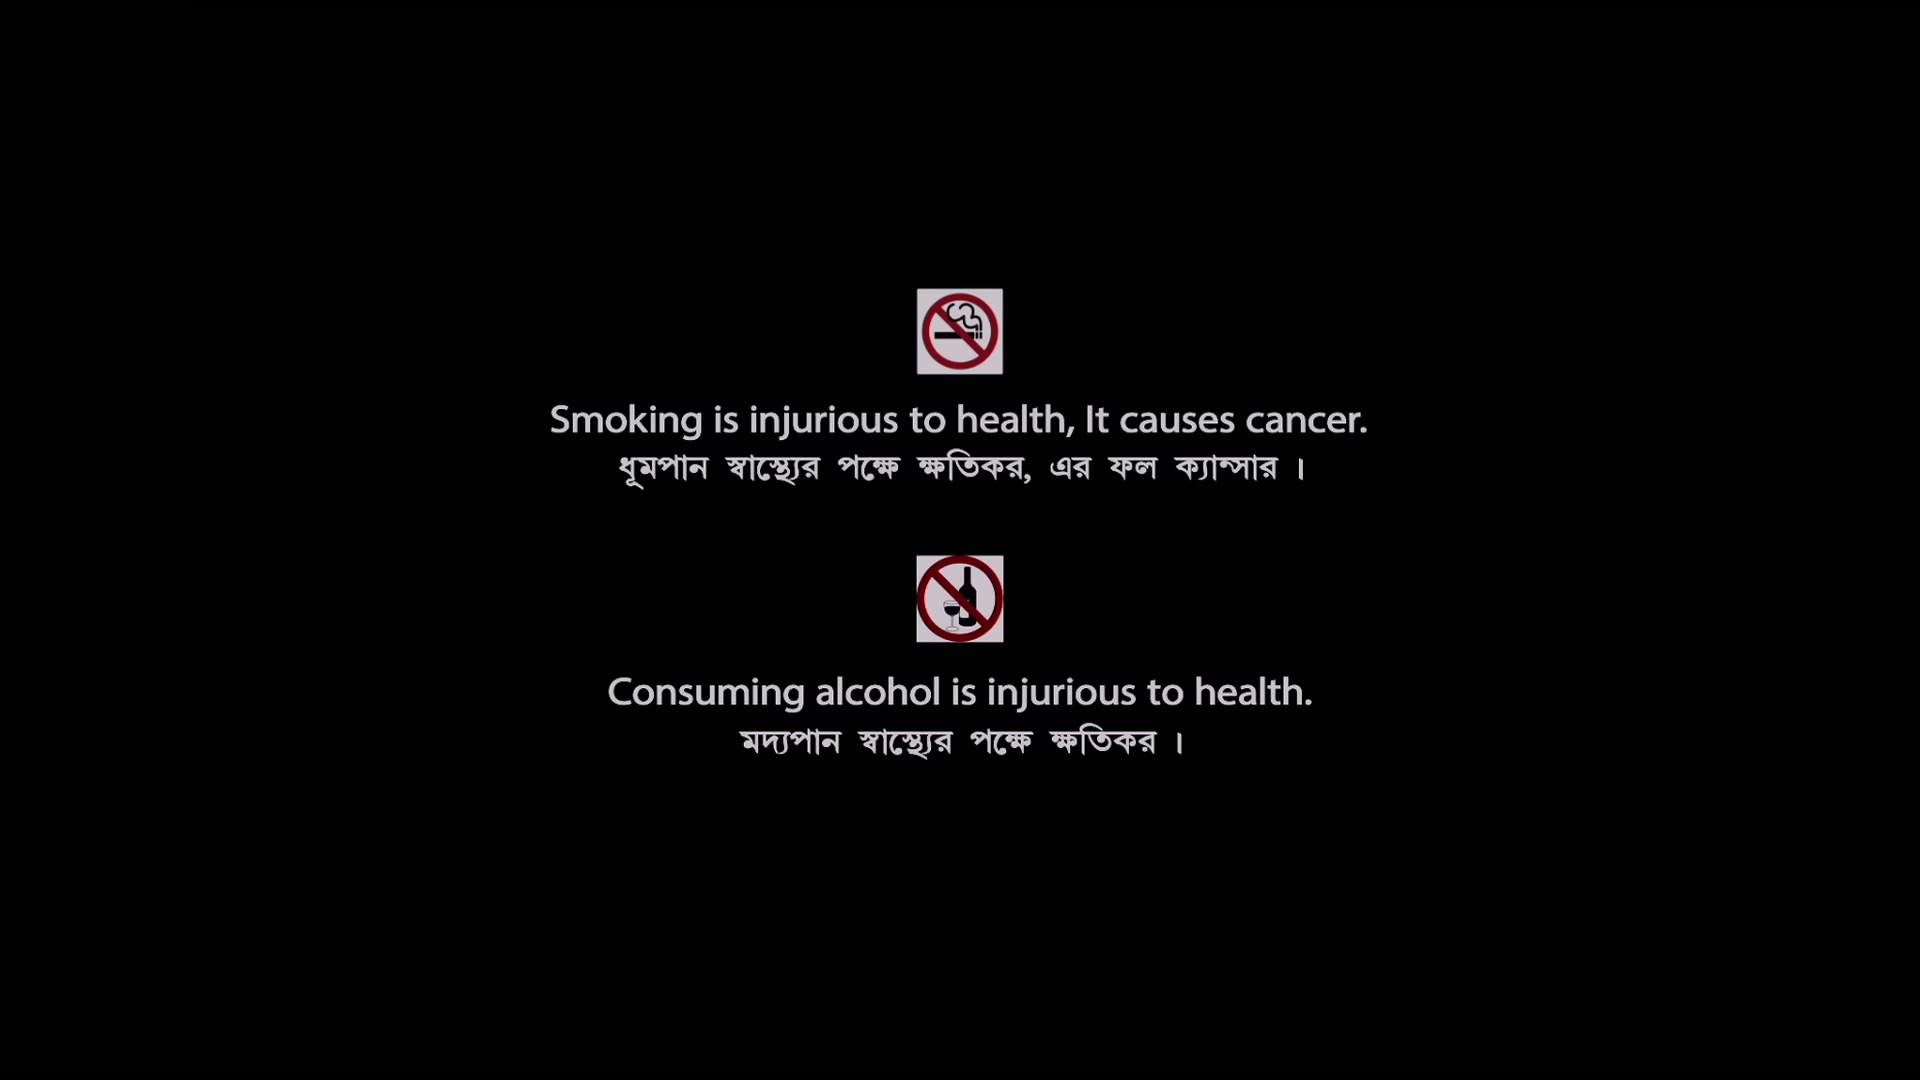 Smoking is injurious to health, It causes cancer.
ধূমপান স্বাস্থ্যের পক্ষে ক্ষতিকর, এর ফল ক্যান্সার ।
Consuming alcohol is injurious to health.
মদ্যপান স্বাস্থ্যের পক্ষে ক্ষতিকর ।